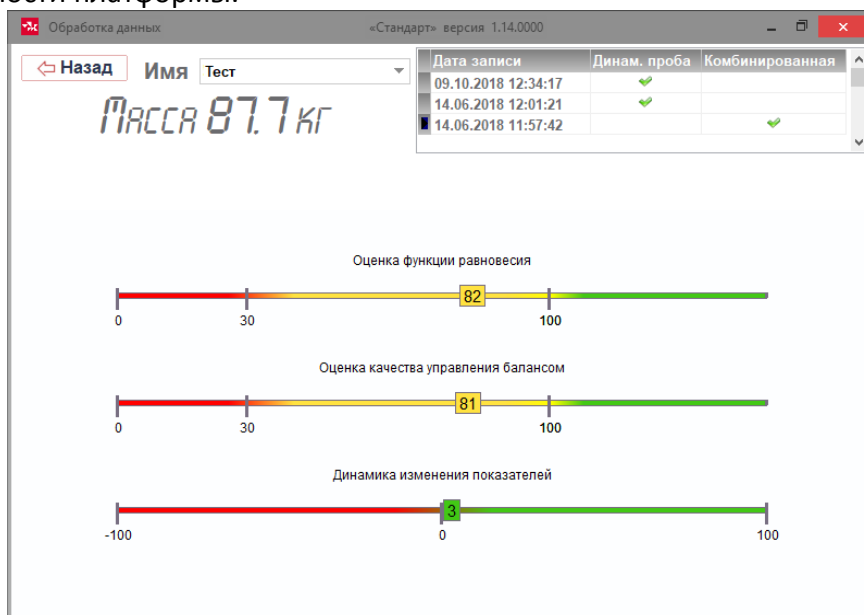 ности платформы.
Обработка данных «Стандарт» версия 1.14.0000
Назад Имя Тест
Масса 87.7 кг
Дата записи Динам. проба Комбинированная
09.10.2018 12:34:17
14.06.2018 12:01:21
14.06.2018 11:57:42
Оценка функции равновесия
82
0 30 100
Оценка качества управления балансом
81
0 30 100
Динамика изменения показателей
3
-100 0 100